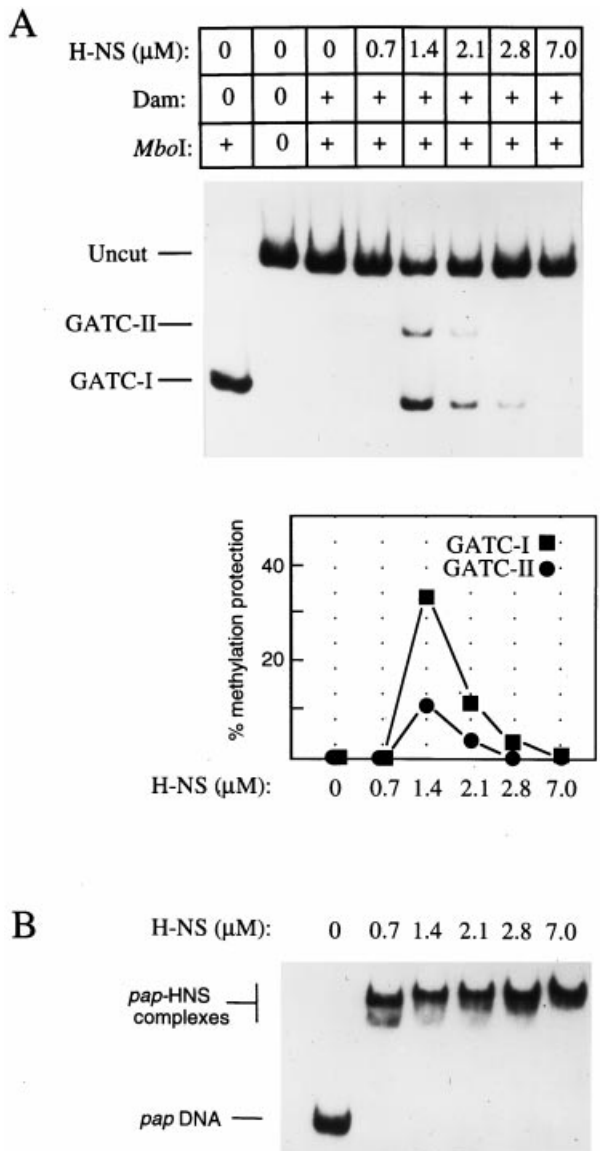 A
H-NS (μM): 0 0 0 0.7 1.4 2.1 2.8 7.0
Dam: 0 0 + + + + + +
MboI: + 0 + + + + + +
Uncut
GATC-II
GATC-I
% methylation protection
40
20
GATC-I
GATC-II
H-NS (μM): 0 0.7 1.4 2.1 2.8 7.0
B
H-NS (μM): 0 0.7 1.4 2.1 2.8 7.0
pap-HNS
complexes
pap DNA